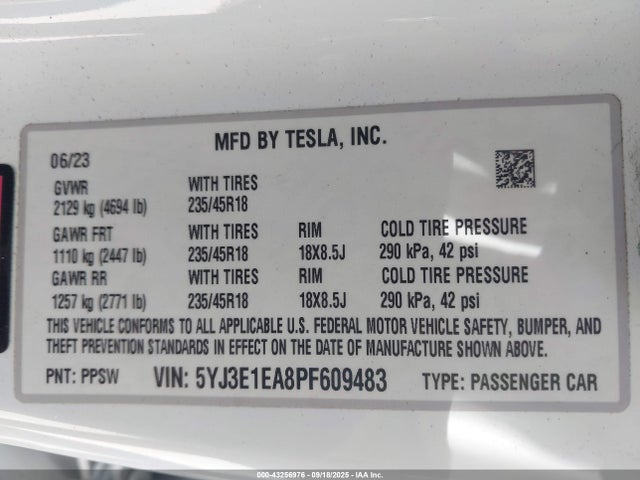 MFD BY TESLA, INC.
06/23
GVWR WITH TIRES
2129 kg (4694 lb) 235/45R18
GAWR FRT WITH TIRES RIM COLD TIRE PRESSURE
1110 kg (2447 lb) 235/45R18 18X8.5J 290 kPa, 42 psi
GAWR RR WITH TIRES RIM COLD TIRE PRESSURE
1257 kg (2771 lb) 235/45R18 18X8.5J 290 kPa, 42 psi
THIS VEHICLE CONFORMS TO ALL APPLICABLE U.S. FEDERAL MOTOR VEHICLE SAFETY, BUMPER, AND
THEFT PREVENTION STANDARDS IN EFFECT ON THE DATE OF MANUFACTURE SHOWN ABOVE.
PNT: PPSW VIN: 5YJ3E1EA8PF609483 TYPE: PASSENGER CAR
000-43256976 - 09/18/2025 - IAA Inc.